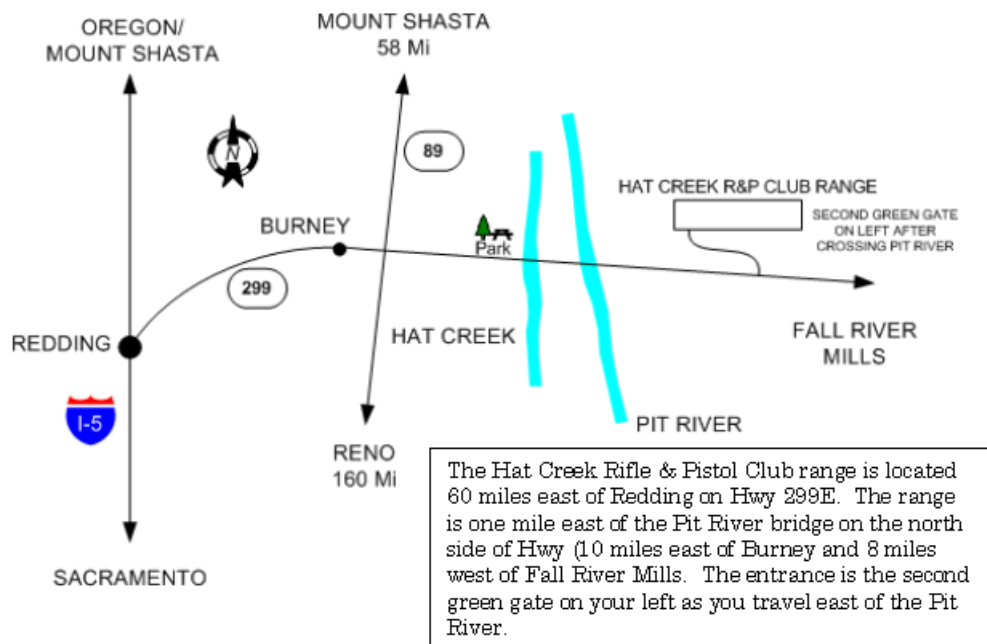 OREGON/
MOUNT SHASTA
MOUNT SHASTA
58 Mi
N
89
HAT CREEK R&P CLUB RANGE
SECOND GREEN GATE
ON LEFT AFTER
CROSSING PIT RIVER
BURNEY
Park
299
REDDING
HAT CREEK
FALL RIVER
MILLS
I-5
PIT RIVER
RENO
160 Mi
SACRAMENTO
The Hat Creek Rifle & Pistol Club range is located
60 miles east of Redding on Hwy 299E. The range
is one mile east of the Pit River bridge on the north
side of Hwy (10 miles east of Burney and 8 miles
west of Fall River Mills. The entrance is the second
green gate on your left as you travel east of the Pit
River.